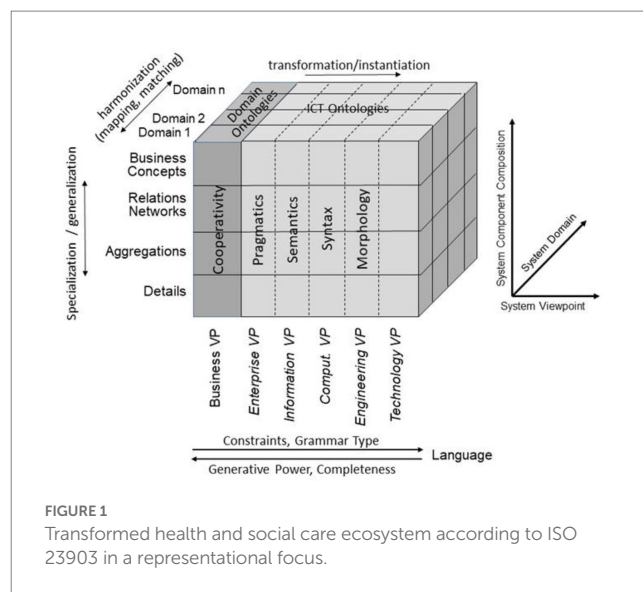 transformation/instantiation
harmonization
(mapping, matching)
Domain n
Domain 2
Domain 1
Domain
Ontologies
ICT Ontologies
Specialization / generalization
Business
Concepts
Relations
Networks
Aggregations
Details
Cooperativity
Pragmatics
Semantics
Syntax
Morphology
System Component Composition
System Domain
System Viewpoint
Business VP
Enterprise VP
Information VP
Comput. VP
Engineering VP
Technology VP
Constraints, Grammar Type
Language
Generative Power, Completeness
FIGURE 1
Transformed health and social care ecosystem according to ISO
23903 in a representational focus.